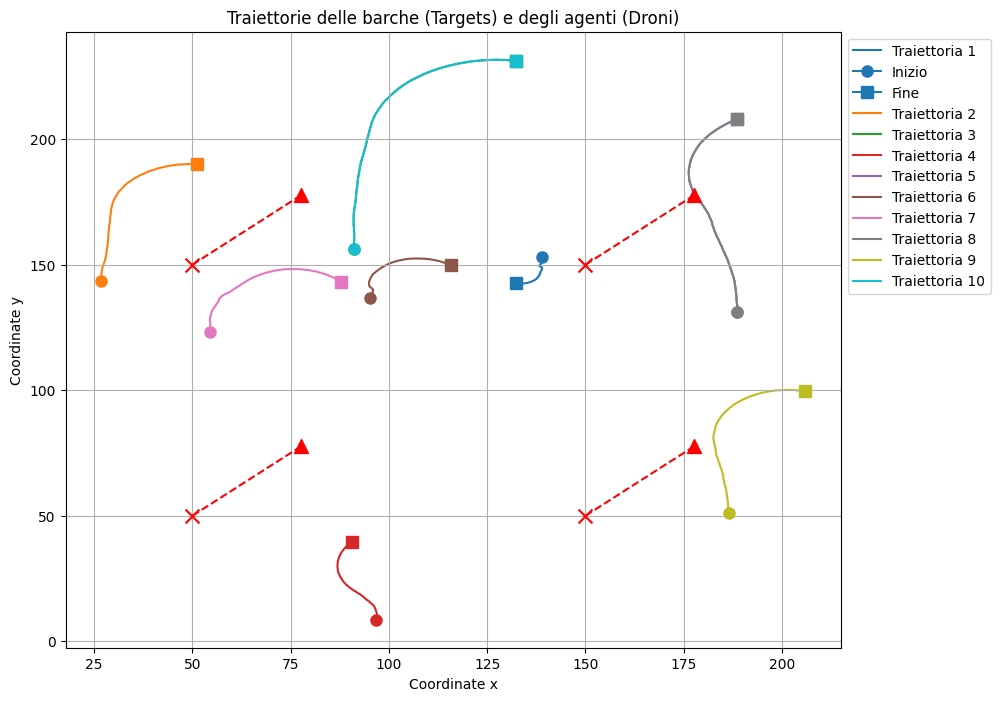 Traiettorie delle barche (Targets) e degli agenti (Droni)
Coordinate y
200
150
100
50
0
25 50 75 100 125 150 175 200
Coordinate x
Traiettoria 1
Inizio
Fine
Traiettoria 2
Traiettoria 3
Traiettoria 4
Traiettoria 5
Traiettoria 6
Traiettoria 7
Traiettoria 8
Traiettoria 9
Traiettoria 10